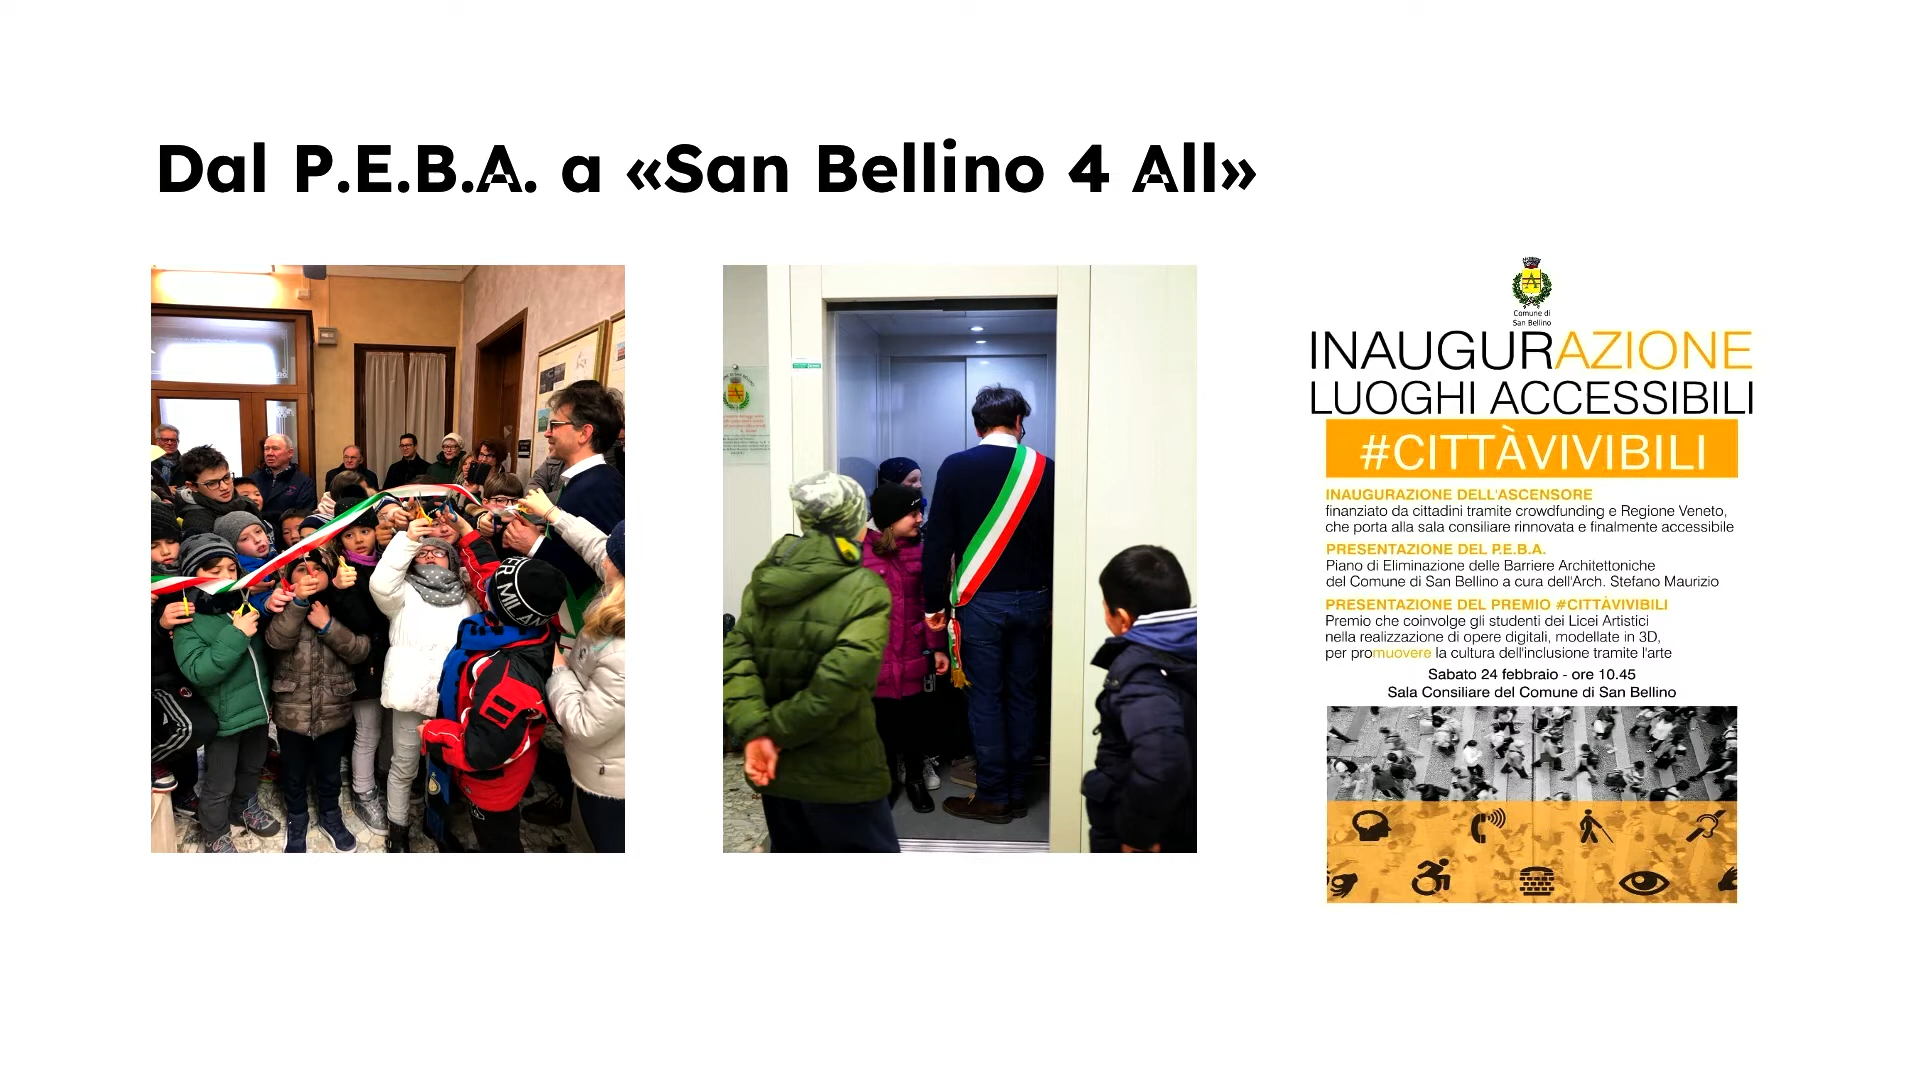 Dal P.E.B.A. a «San Bellino 4 All»
INTER MILAN
Comune di
San Bellino
INAUGURAZIONE
LUOGHI ACCESSIBILI
#CITTÀVIVIBILI
INAUGURAZIONE DELL'ASCENSORE
finanziato da cittadini tramite crowdfunding e Regione Veneto,
che porta alla sala consiliare rinnovata e finalmente accessibile
PRESENTAZIONE DEL P.E.B.A.
Piano di Eliminazione delle Barriere Architettoniche
del Comune di San Bellino a cura dell'Arch. Stefano Maurizio
PRESENTAZIONE DEL PREMIO #CITTÀVIVIBILI
Premio che coinvolge gli studenti dei Licei Artistici
nella realizzazione di opere digitali, modellate in 3D,
per promuovere la cultura dell'inclusione tramite l'arte
Sabato 24 febbraio - ore 10.45
Sala Consiliare del Comune di San Bellino